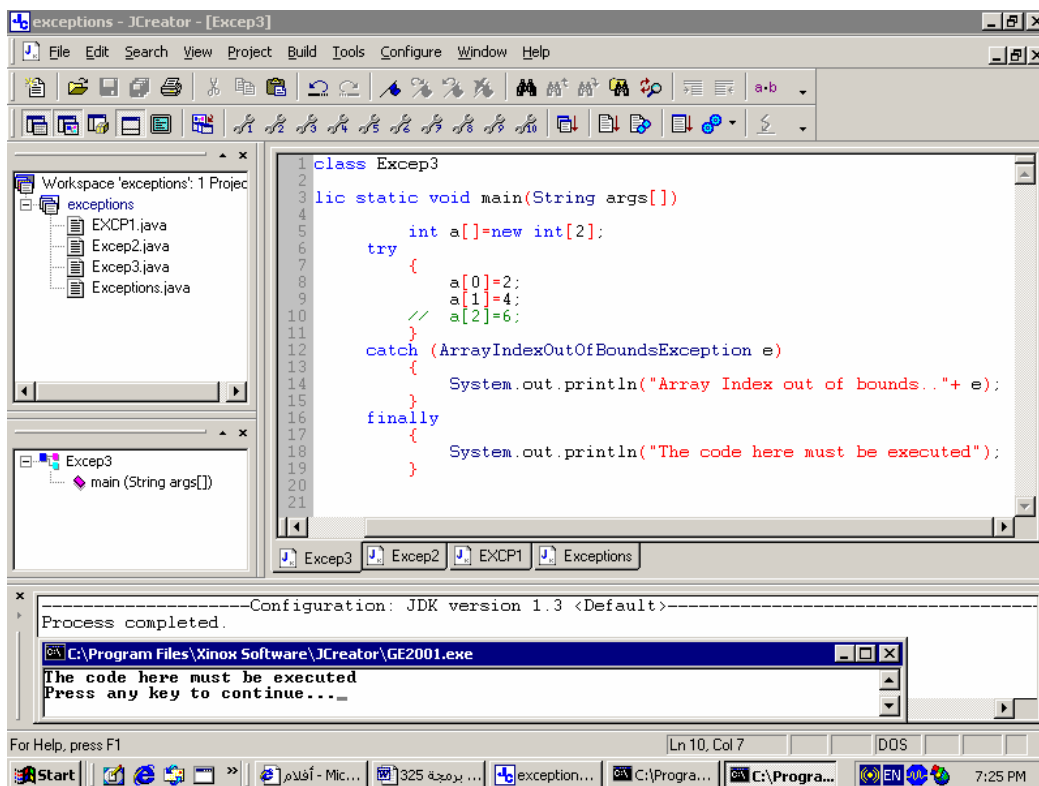 exceptions - JCreator - [Excep3]
File Edit Search View Project Build Tools Configure Window Help
a-b
Workspace 'exceptions': 1 Projec
exceptions
EXCP1.java
Excep2.java
Excep3.java
Exceptions.java
Excep3
main (String args[])
1 class Excep3
2
3 lic static void main(String args[])
4
5 int a[]=new int[2];
6 try
7 {
8 a[0]=2;
9 a[1]=4;
10 // a[2]=6;
11 }
12 catch (ArrayIndexOutOfBoundsException e)
13 {
14 System.out.println("Array Index out of bounds.."+ e);
15 }
16 finally
17 {
18 System.out.println("The code here must be executed");
19 }
20
21
Excep3 Excep2 EXCP1 Exceptions
--------------------Configuration: JDK version 1.3 <Default>------------------------------------
Process completed.
C:\Program Files\Xinox Software\JCreator\GE2001.exe
The code here must be executed
Press any key to continue..._
For Help, press F1 Ln 10, Col 7 DOS
Start » أفلام - Mic... برمجة 325 ... exception... C:\Progra... C:\Progra... EN 7:25 PM